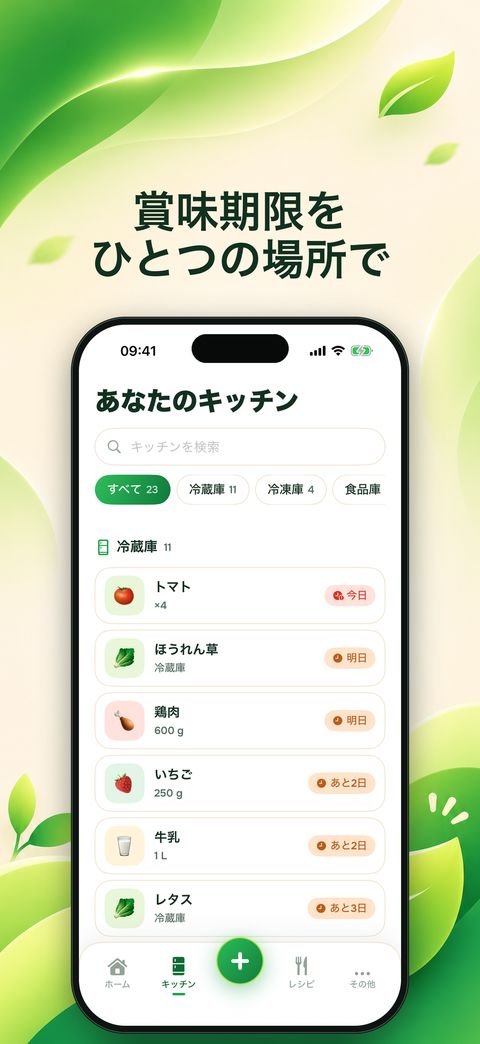 賞味期限を
ひとつの場所で
09:41
あなたのキッチン
キッチンを検索
すべて 23 冷蔵庫 11 冷凍庫 4 食品庫
冷蔵庫 11
トマト
×4
今日
ほうれん草
冷蔵庫
明日
鶏肉
600 g
明日
いちご
250 g
あと2日
牛乳
1 L
あと2日
レタス
冷蔵庫
あと3日
ホーム キッチン レシピ その他